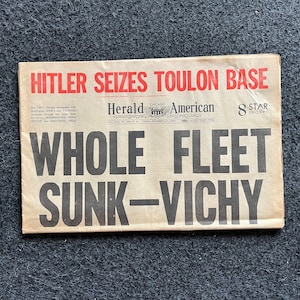 HITLER SEIZES TOULON BASE
Herald American
8 STAR
WHOLE FLEET
SUNK—VICHY